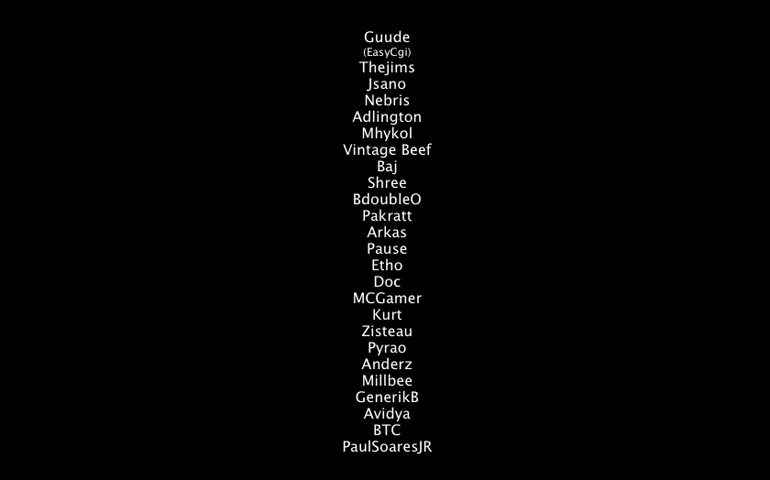 Guude
(EasyCgi)
Thejims
Jsano
Nebris
Adlington
Mhykol
Vintage Beef
Baj
Shree
BdoubleO
Pakratt
Arkas
Pause
Etho
Doc
MCGamer
Kurt
Zisteau
Pyrao
Anderz
Millbee
GenerikB
Avidya
BTC
PaulSoaresJR